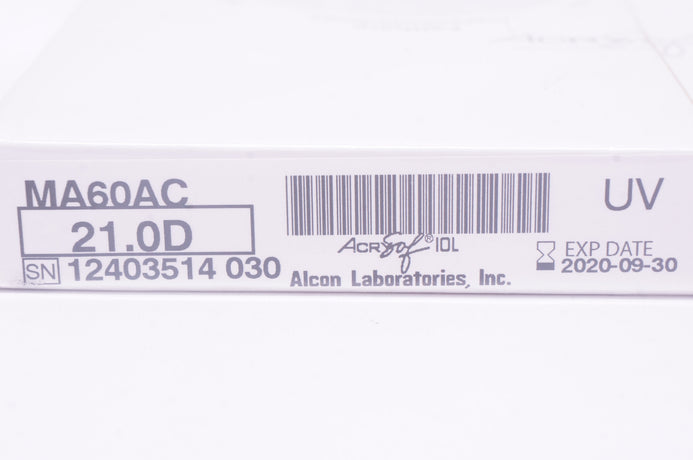 MA60AC
21.0D
SN 12403514 030
ACRYSof® IOL
Alcon Laboratories, Inc.
UV
EXP DATE
2020-09-30